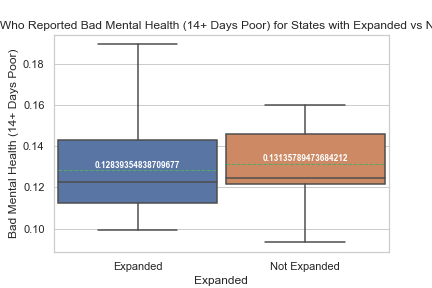 Who Reported Bad Mental Health (14+ Days Poor) for States with Expanded vs N
Bad Mental Health (14+ Days Poor)
0.18
0.16
0.14
0.12
0.10
0.12839354838709677
0.13135789473684212
Expanded
Not Expanded
Expanded